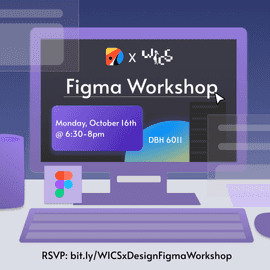 X WICS
Figma Workshop
Monday, October 16th
@ 6:30-8pm
DBH 6011
RSVP: bit.ly/WICSxDesignFigmaWorkshop